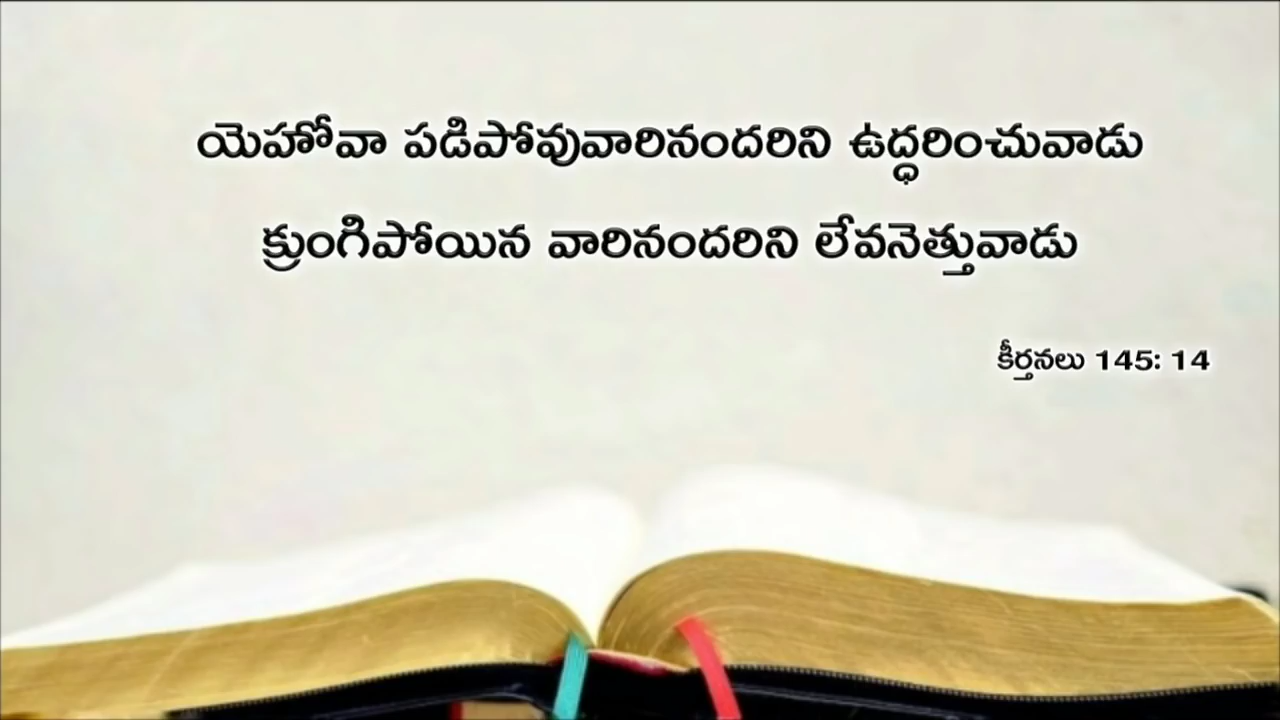 యెహోవా పడిపోవువారినందరిని ఉద్ధరించువాడు
క్రుంగిపోయిన వారినందరిని లేవనెత్తువాడు
కీర్తనలు 145: 14